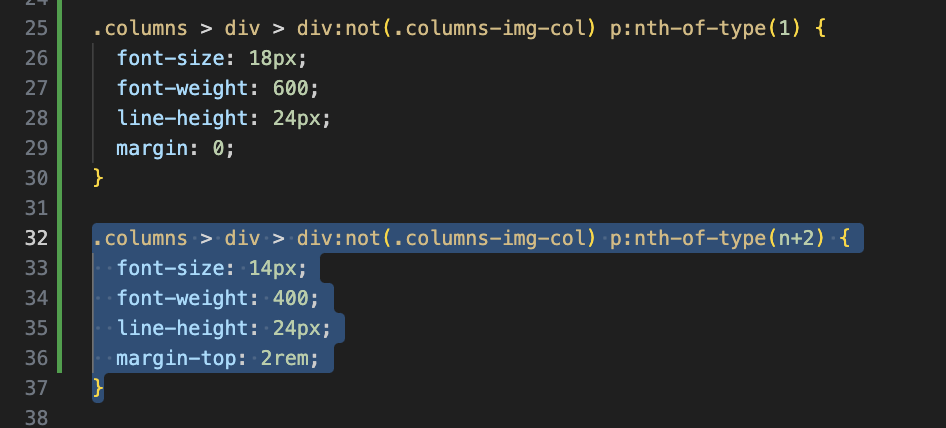 24
25 .columns > div > div:not(.columns-img-col) p:nth-of-type(1) {
26   font-size: 18px;
27   font-weight: 600;
28   line-height: 24px;
29   margin: 0;
30 }
31
32 .columns > div > div:not(.columns-img-col) p:nth-of-type(n+2) {
33   font-size: 14px;
34   font-weight: 400;
35   line-height: 24px;
36   margin-top: 2rem;
37 }
38